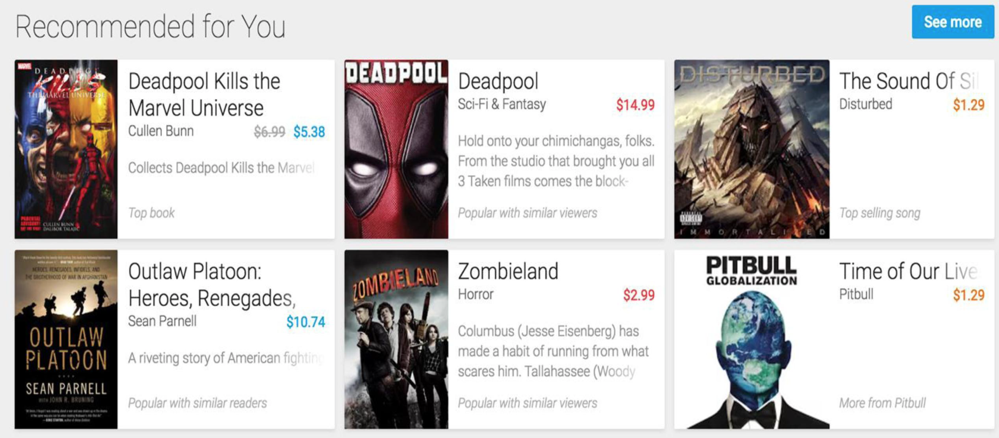 Recommended for You
See more
MARVEL
DEADPOOL
KILLS
THE MARVEL UNIVERSE
PARENTAL
ADVISORY!
CULLEN BUNN
DALIBOR TALAJIC
Deadpool Kills the
Marvel Universe
Cullen Bunn
$6.99 $5.38
Collects Deadpool Kills the Marvel
Top book
DEADPOOL
Deadpool
Sci-Fi & Fantasy
$14.99
Hold onto your chimichangas, folks.
From the studio that brought you all
3 Taken films comes the block-
Popular with similar viewers
DISTURBED
PARENTAL
ADVISORY
IMMORTALIZED
The Sound Of Sil
Disturbed
$1.29
Top selling song
HEROES, RENEGADES, INFIDELS, AND
THE BROTHERHOOD OF WAR IN AFGHANISTAN
OUTLAW
PLATOON
SEAN PARNELL
WITH JOHN R. BRUNING
Outlaw Platoon:
Heroes, Renegades,
Sean Parnell
$10.74
A riveting story of American fighting
Popular with similar readers
ZOMBIELAND
Zombieland
Horror
$2.99
Columbus (Jesse Eisenberg) has
made a habit of running from what
scares him. Tallahassee (Woody
Popular with similar viewers
PITBULL
GLOBALIZATION
Time of Our Live
Pitbull
$1.29
More from Pitbull